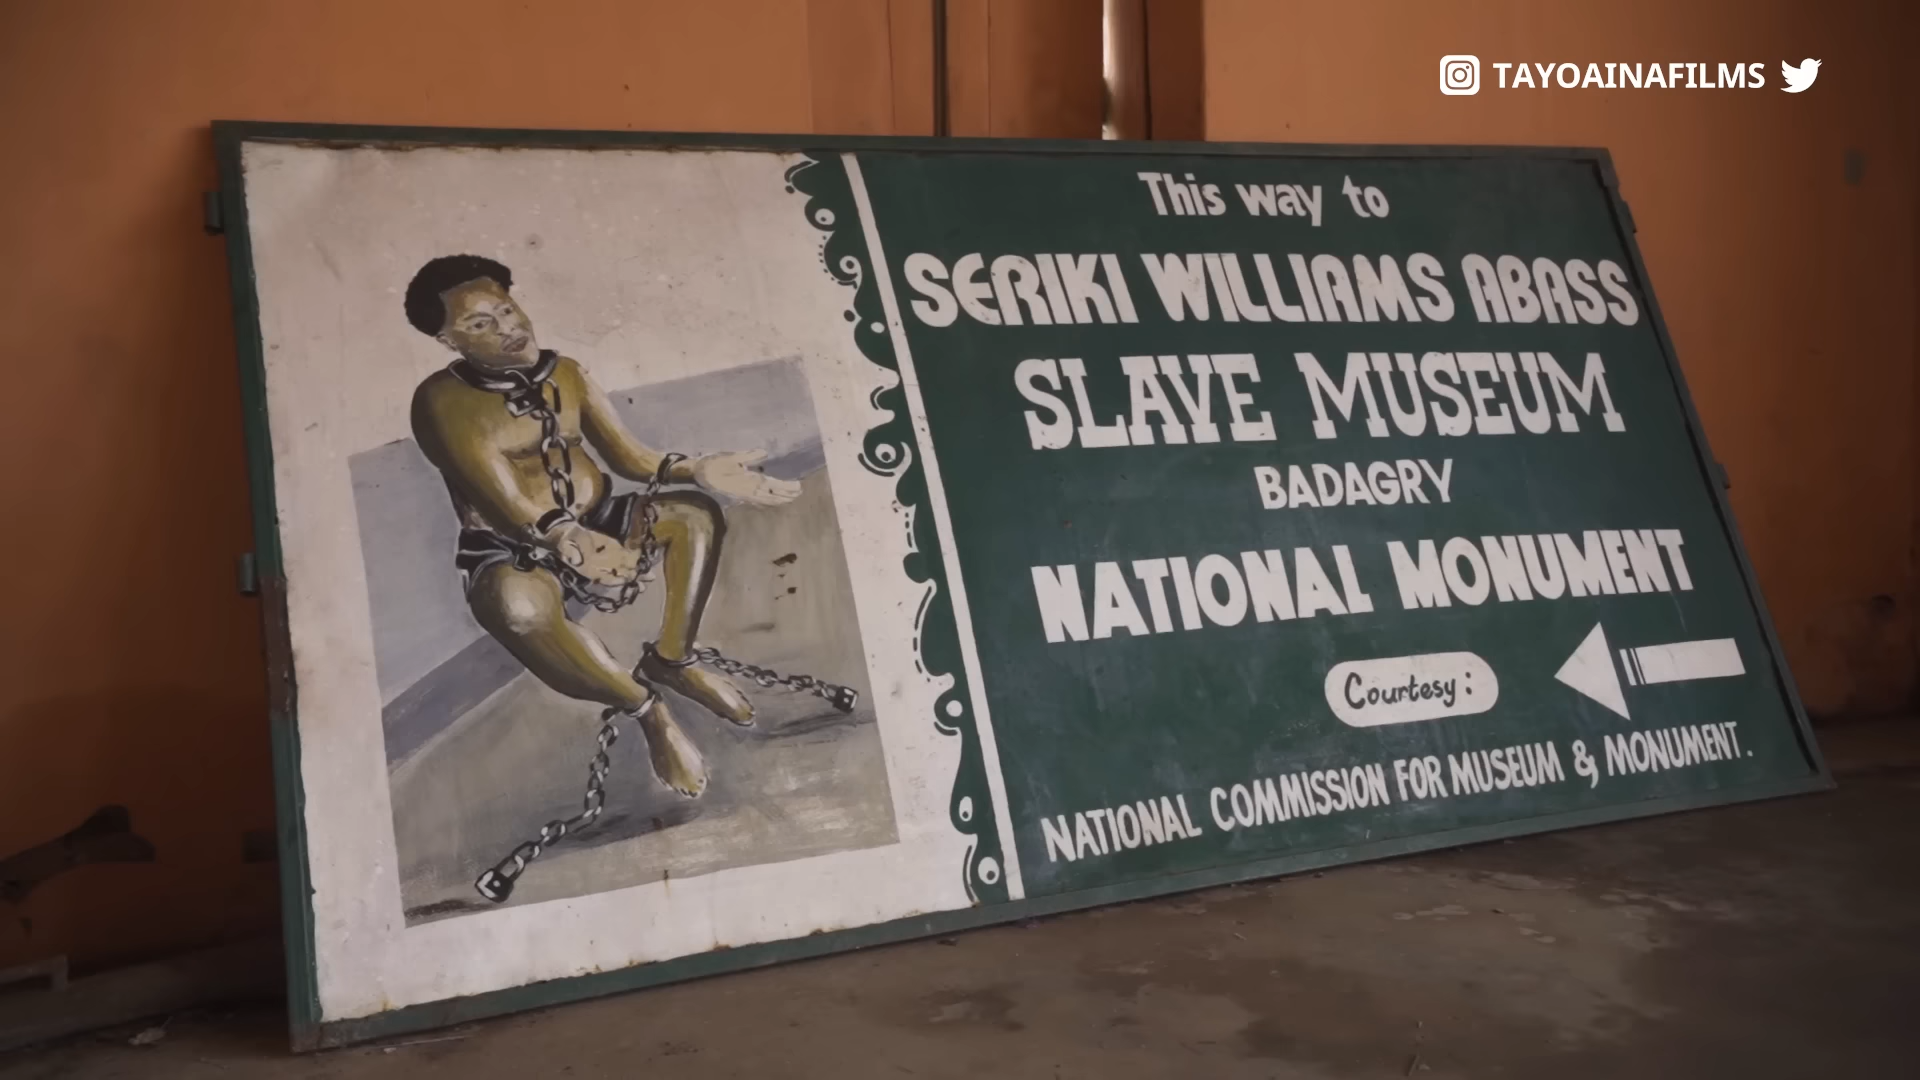 TAYOAINAFILMS
This way to
SERIKI WILLIAMS ABASS
SLAVE MUSEUM
BADAGRY
NATIONAL MONUMENT
Courtesy:
NATIONAL COMMISSION FOR MUSEUM & MONUMENT.